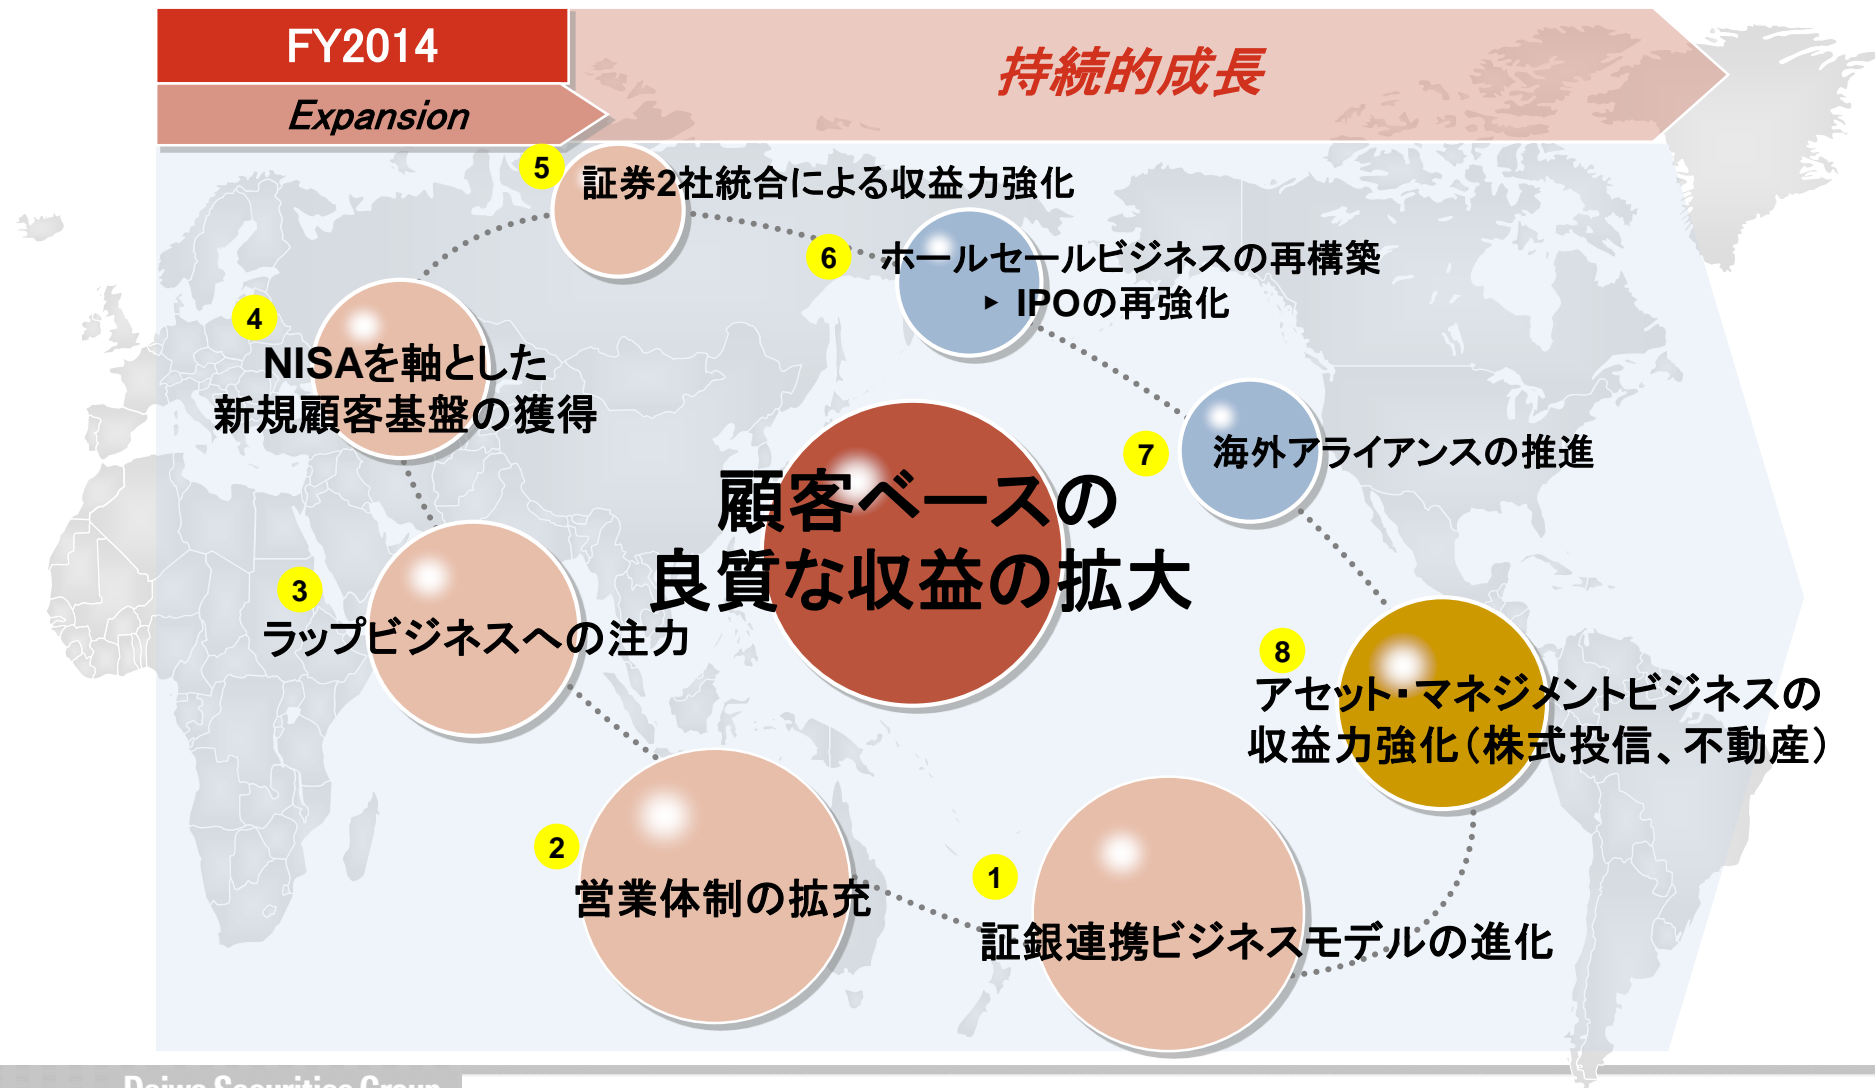 FY2014
Expansion
持続的成長
5
証券2社統合による収益力強化
6
ホールセールビジネスの再構築
▸ IPOの再強化
4
NISAを軸とした
新規顧客基盤の獲得
7
海外アライアンスの推進
顧客ベースの
良質な収益の拡大
3
ラップビジネスへの注力
8
アセット・マネジメントビジネスの
収益力強化（株式投信、不動産）
2
営業体制の拡充
1
証銀連携ビジネスモデルの進化
Daiwa Securities Group